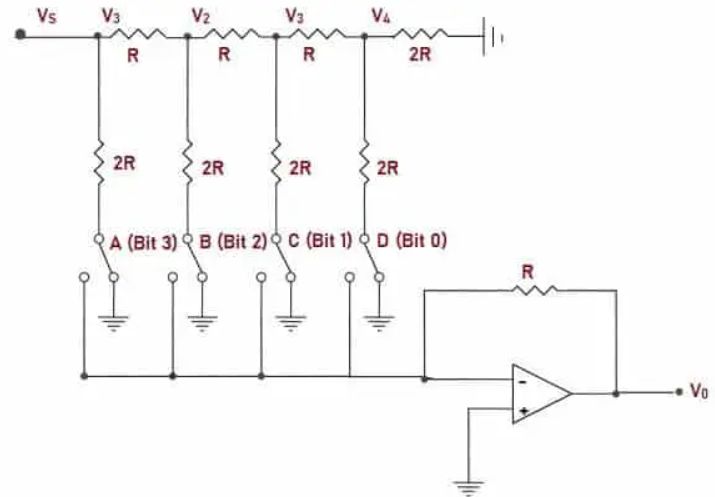 Vs V3 V2 V3 V4
R R R 2R
2R 2R 2R 2R
A (Bit 3) B (Bit 2) C (Bit 1) D (Bit 0)
R
-
+
V0